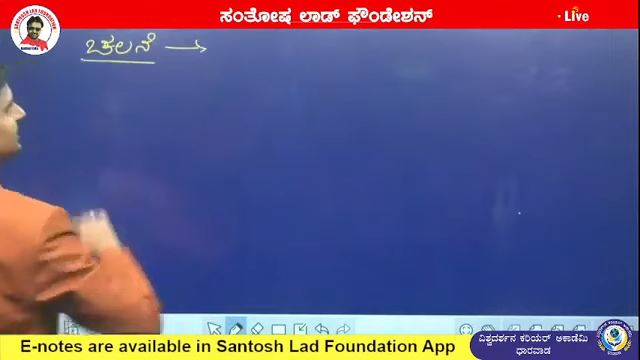 ಸಂತೋಷ ಲಾಡ್ ಫೌಂಡೇಶನ್
Live
ಚಲನೆ →
E-notes are available in Santosh Lad Foundation App
ವಿಶ್ವದರ್ಶನ ಕರಿಯರ್ ಅಕಾಡೆಮಿ
ಧಾರವಾಡ